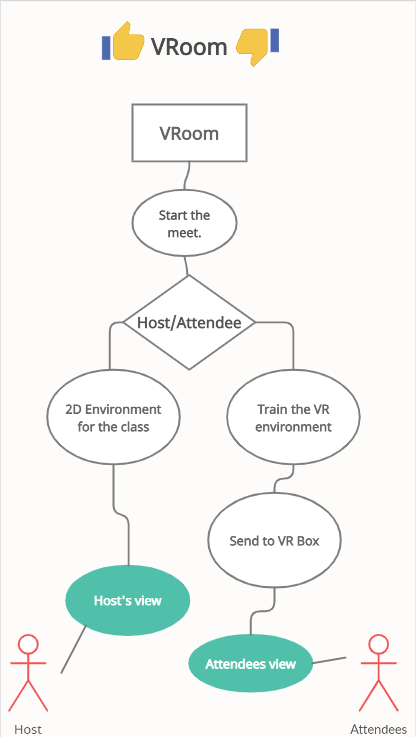 VRoom
VRoom
Start the
meet.
Host/Attendee
2D Environment
for the class
Train the VR
environment
Send to VR Box
Host's view
Attendees view
Host
Attendees